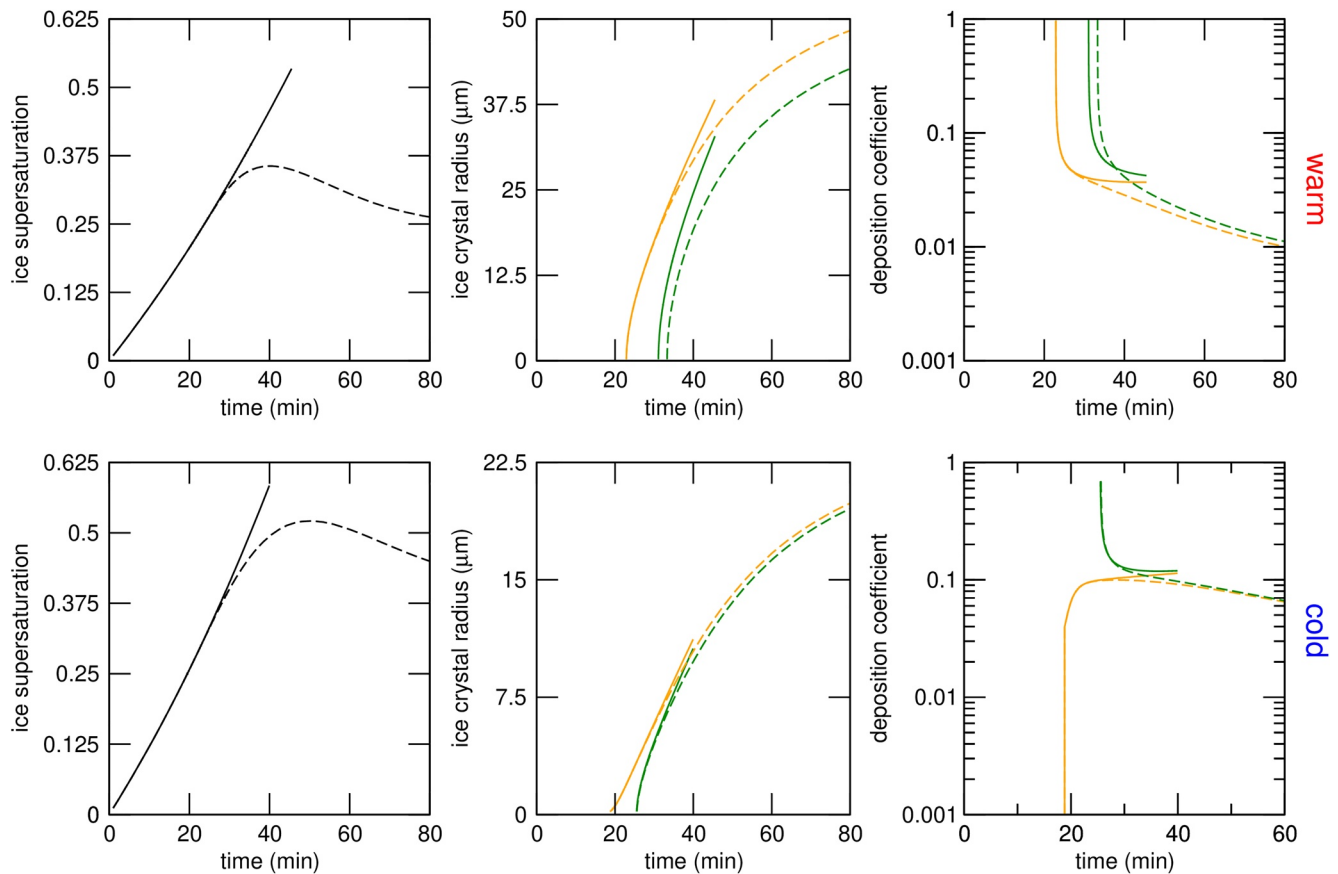 0.625
0.5
0.375
0.25
0.125
0
0 20 40 60 80
time (min)
ice supersaturation
50
37.5
25
12.5
0
0 20 40 60 80
time (min)
ice crystal radius (μm)
1
0.1
0.01
0.001
0 20 40 60 80
time (min)
deposition coefficient
warm
0.625
0.5
0.375
0.25
0.125
0
0 20 40 60 80
time (min)
ice supersaturation
22.5
15
7.5
0
0 20 40 60 80
time (min)
ice crystal radius (μm)
1
0.1
0.01
0.001
0 20 40 60
time (min)
deposition coefficient
cold